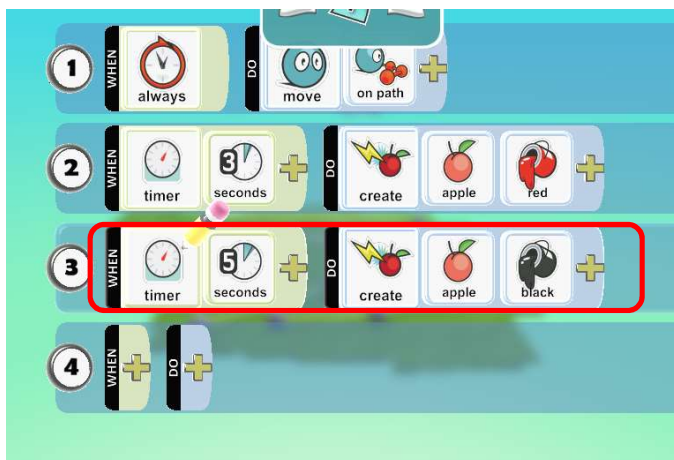 1 WHEN always DO move on path
2 WHEN timer 3 seconds DO create apple red
3 WHEN timer 5 seconds DO create apple black
4 WHEN DO